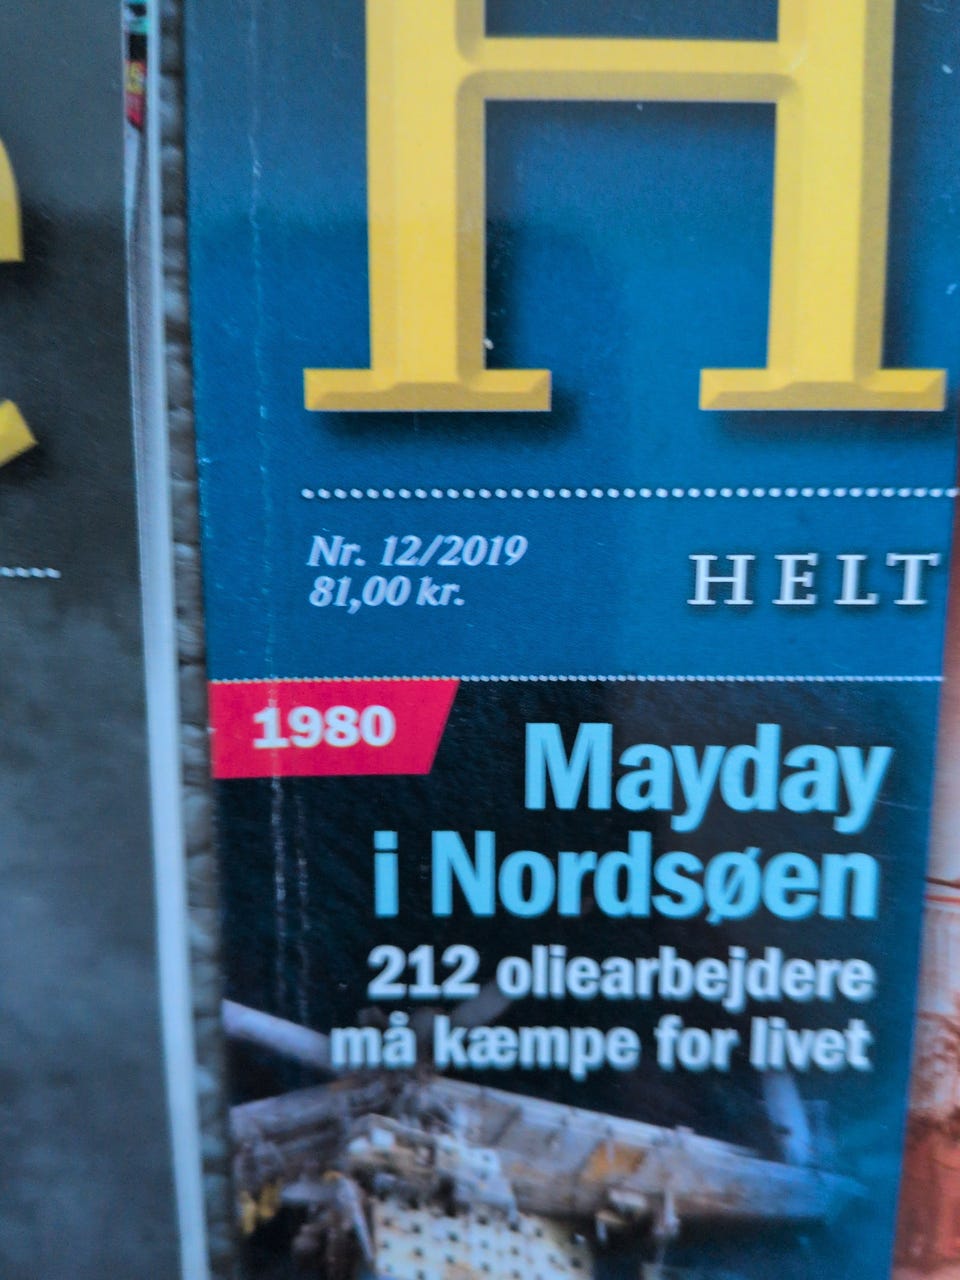 H
Nr. 12/2019
81,00 kr.
HELT
1980
Mayday
i Nordsøen
212 oliearbejdere
må kæmpe for livet